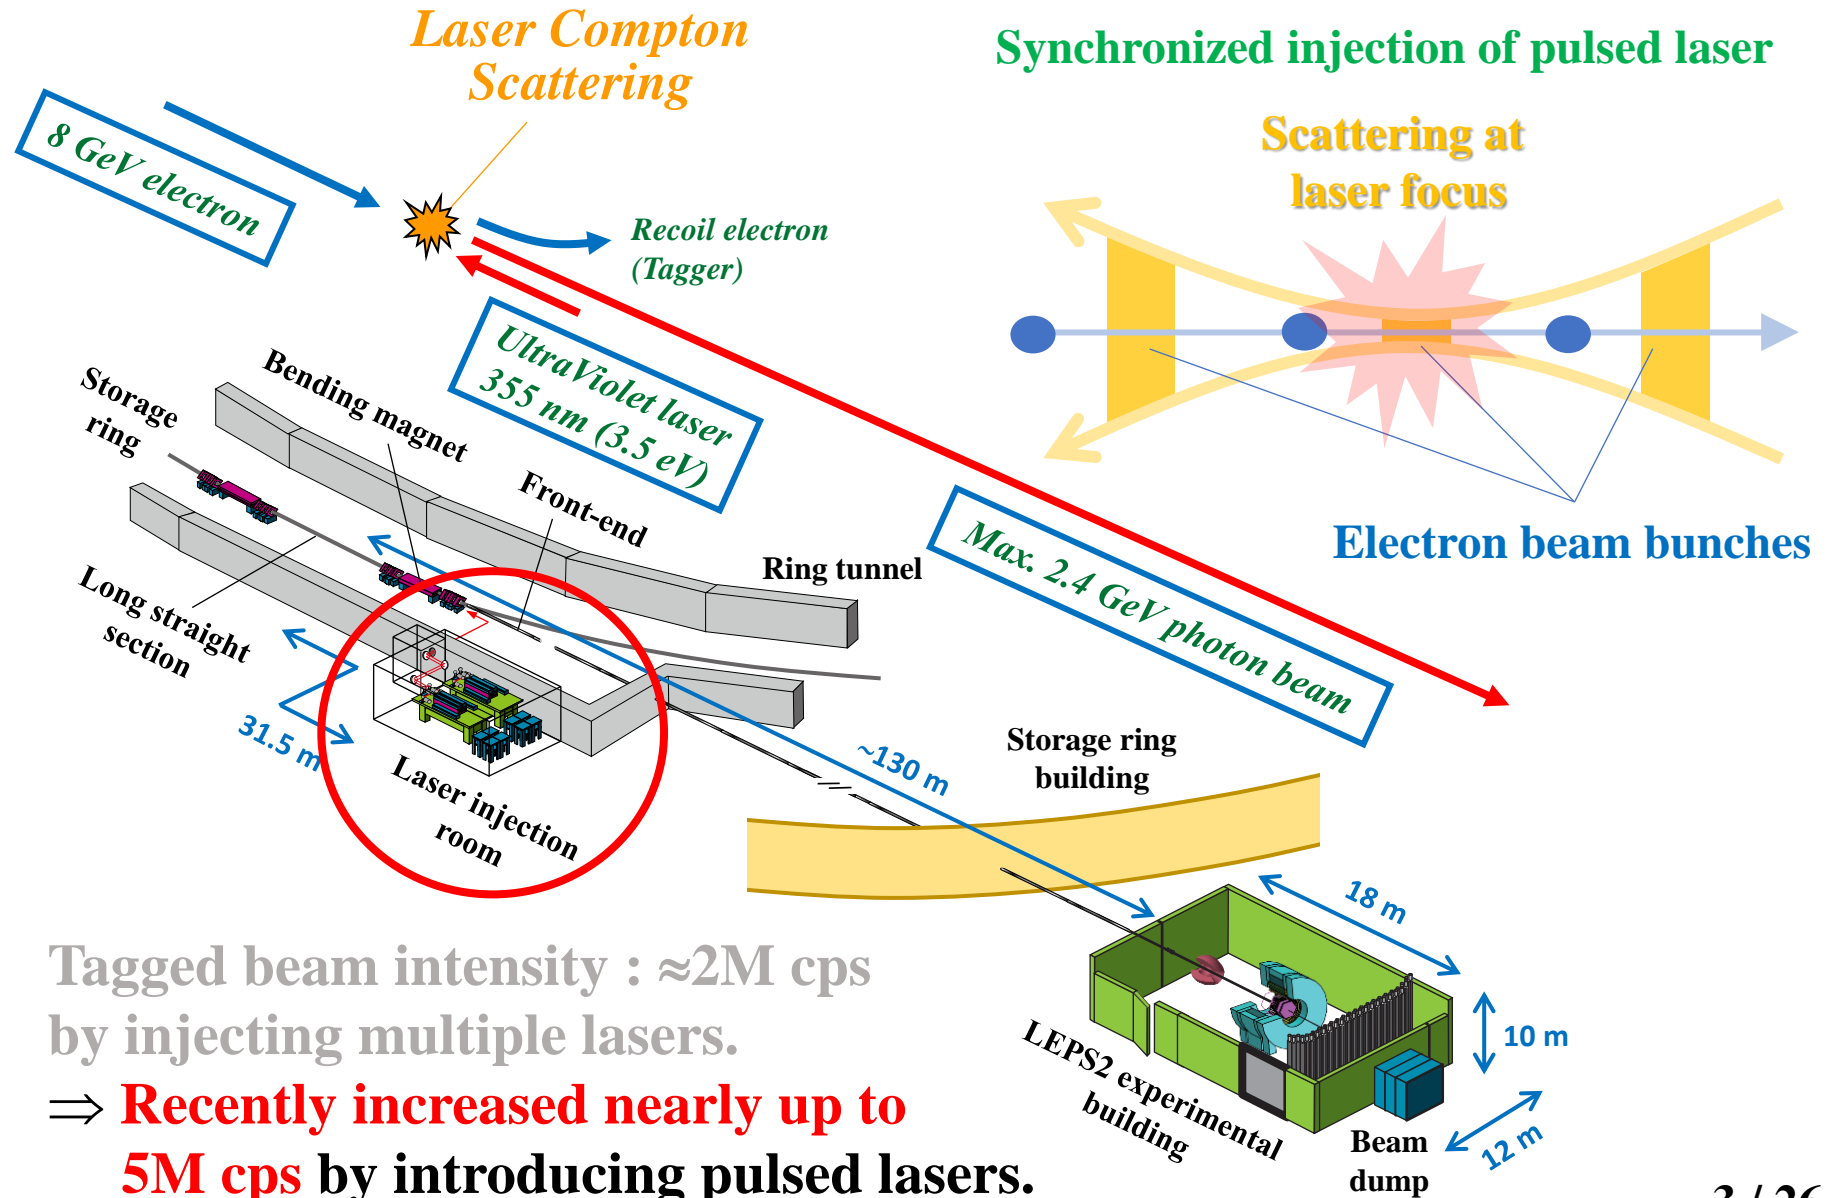 Laser Compton
Scattering
Synchronized injection of pulsed laser
8 GeV electron
Scattering at
laser focus
Recoil electron
(Tagger)
UltraViolet laser
355 nm (3.5 eV)
Electron beam bunches
Max. 2.4 GeV photon beam
Storage
ring
Bending magnet
Front-end
Ring tunnel
Long straight
section
31.5 m
Laser injection
room
~130 m
Storage ring
building
18 m
10 m
12 m
LEPS2 experimental
building
Beam
dump
Tagged beam intensity : ≈2M cps
by injecting multiple lasers.
⇒ Recently increased nearly up to
5M cps by introducing pulsed lasers.
3 / 26